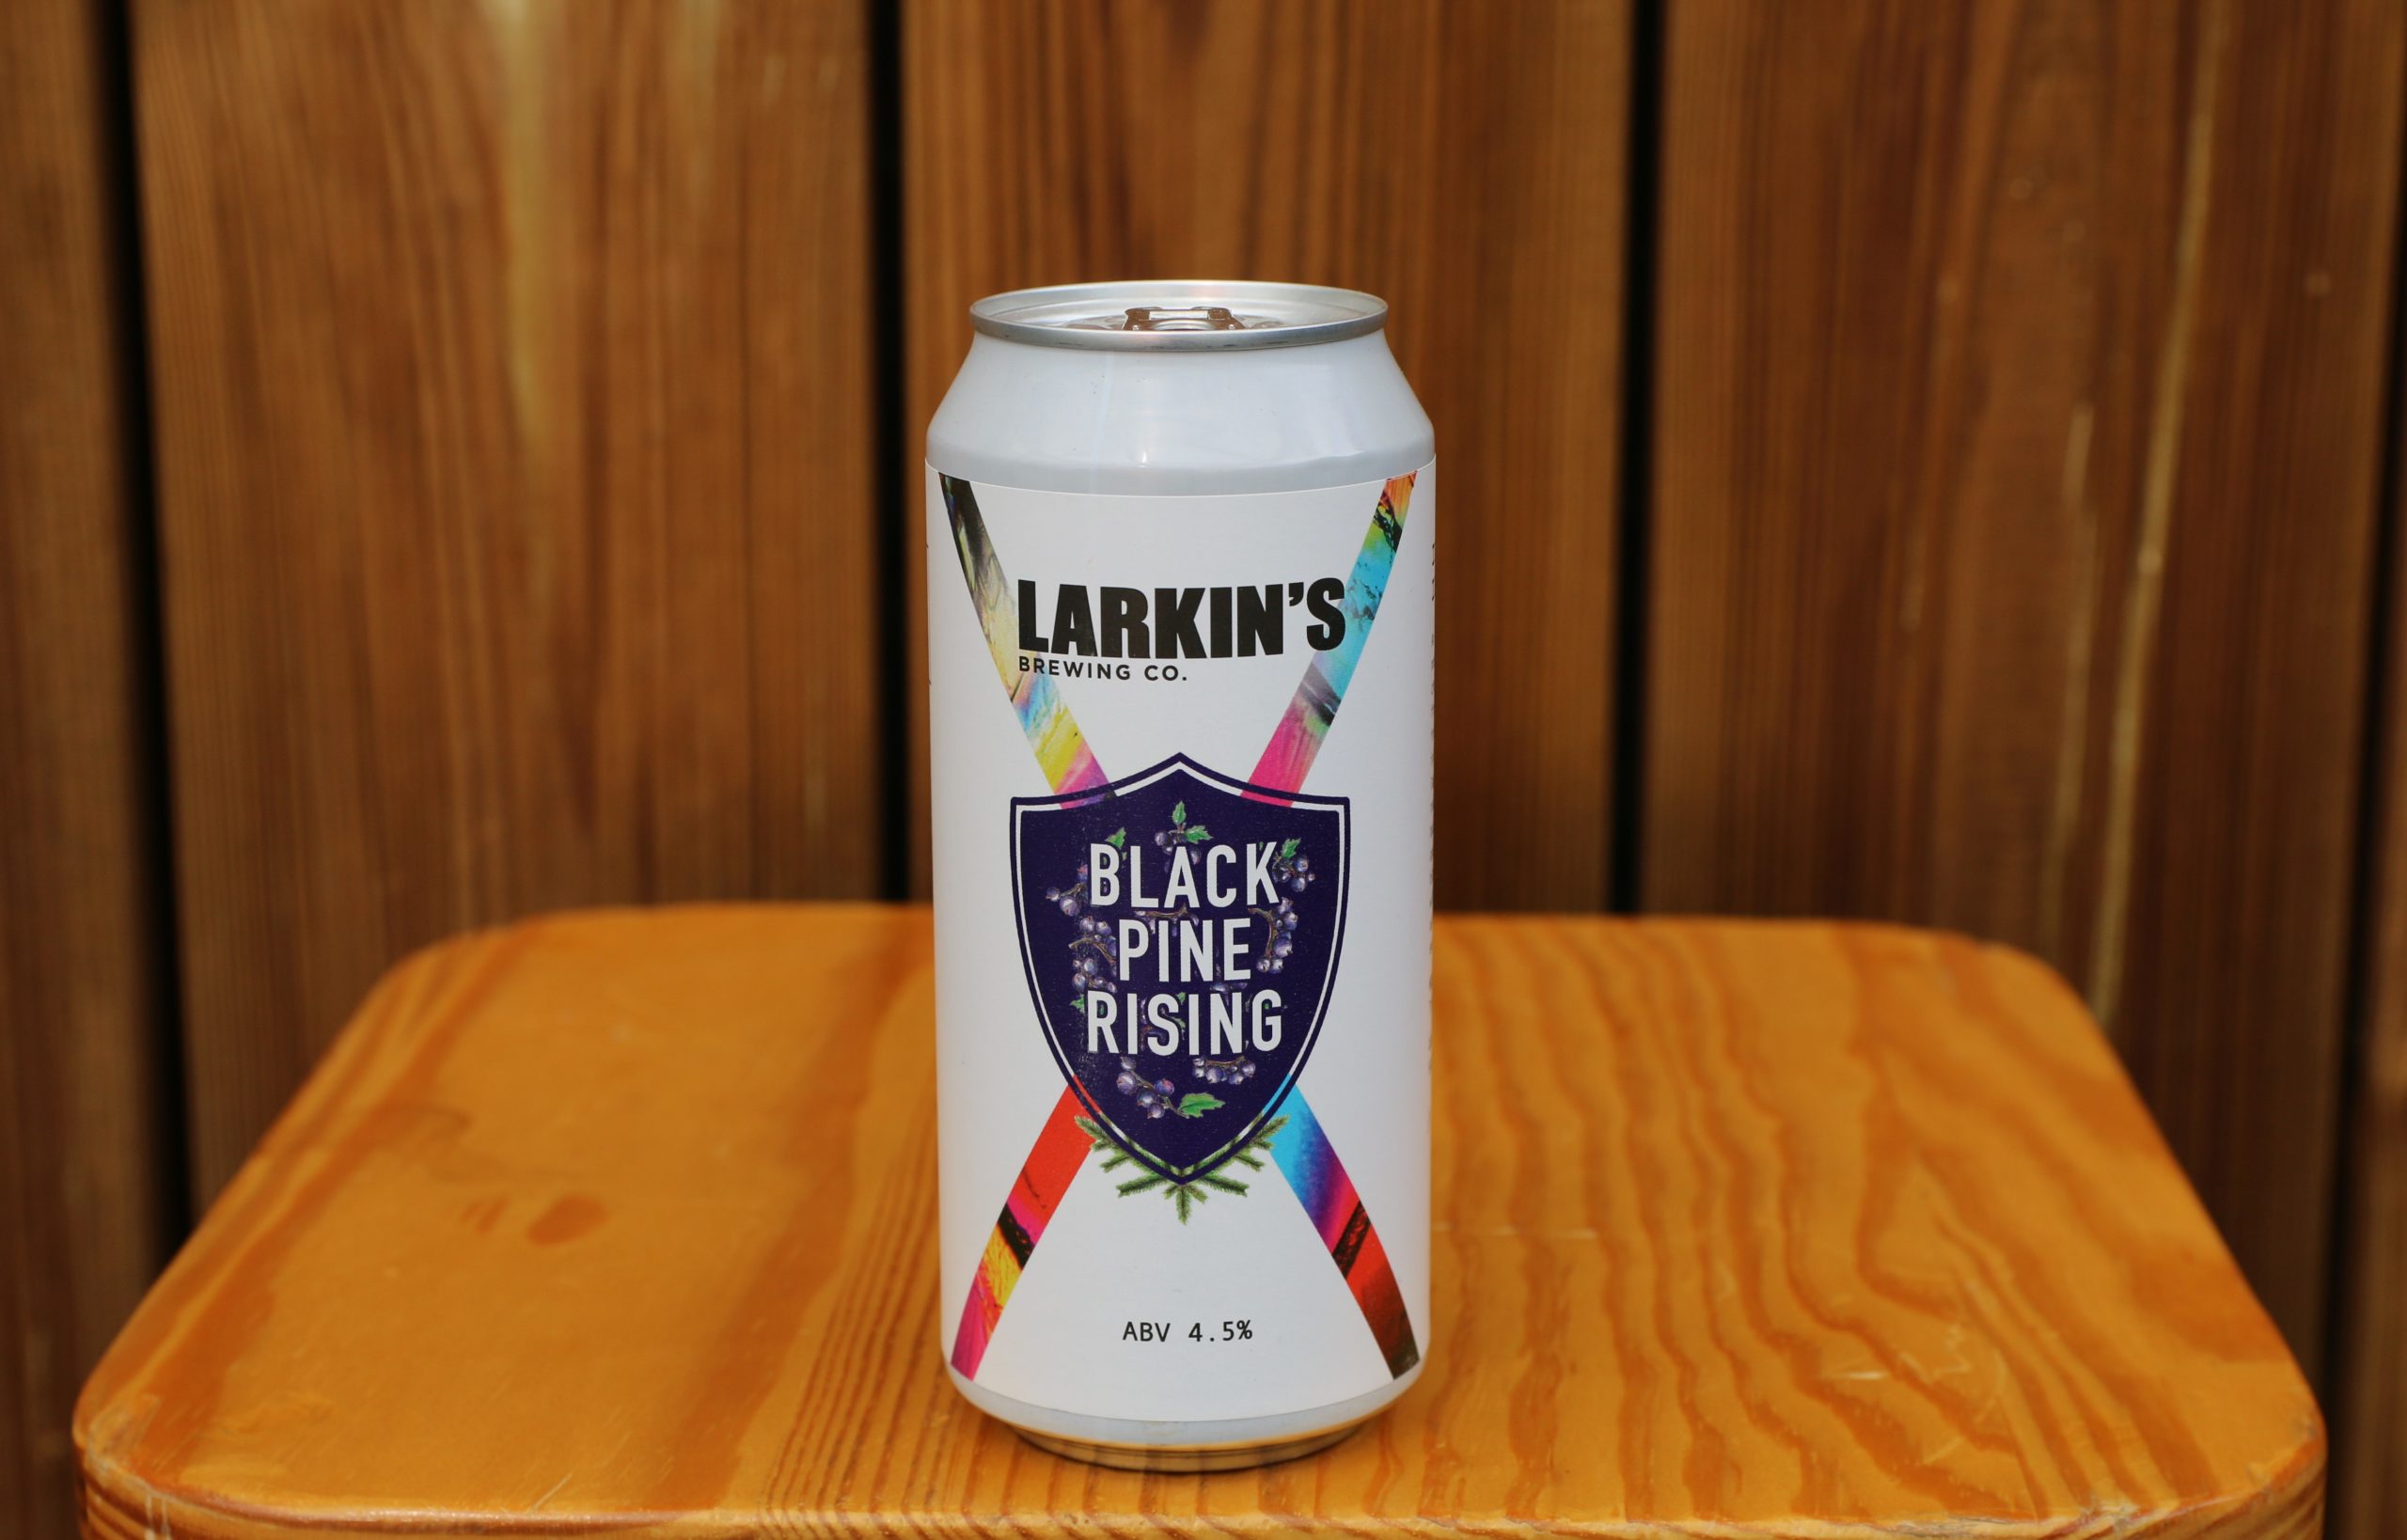 LARKIN'S
BREWING CO.
BLACK
PINE
RISING
ABV 4.5%